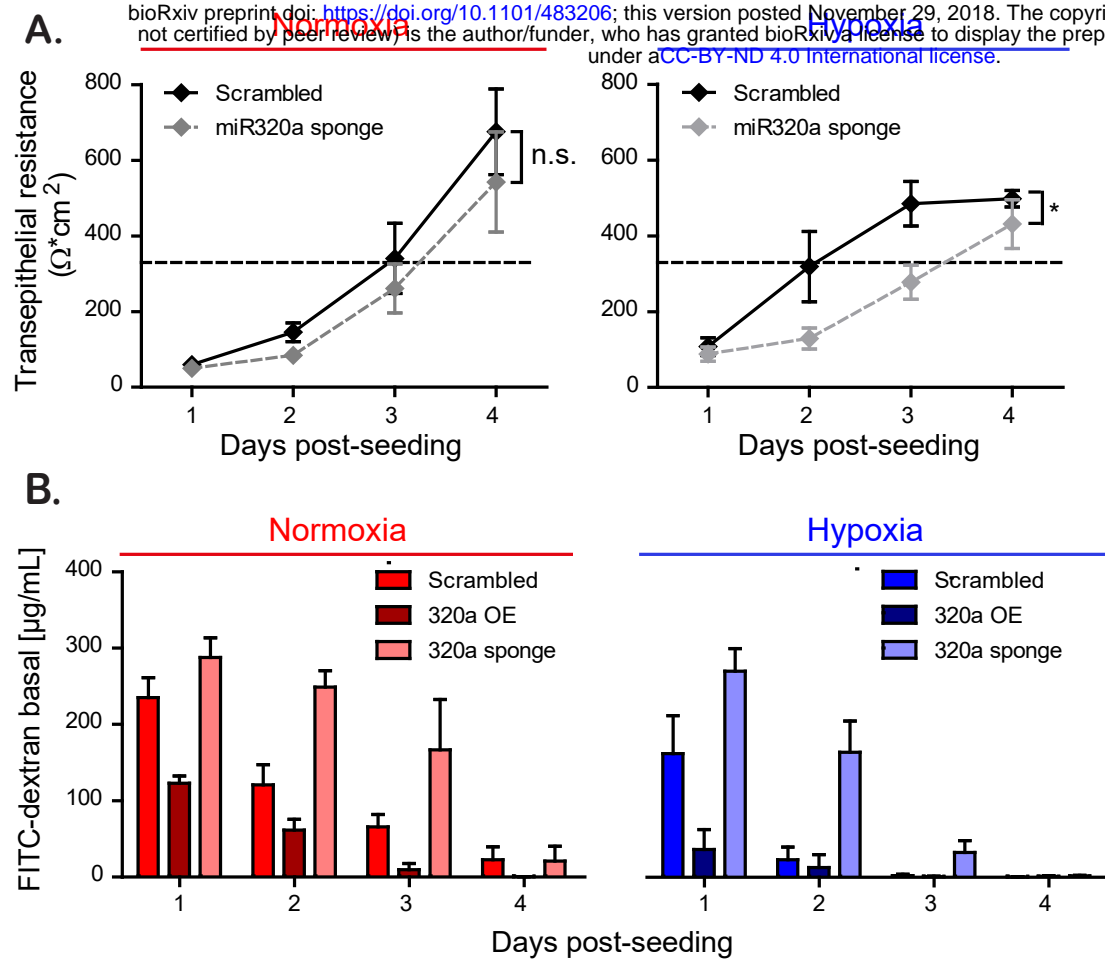 bioRxiv preprint doi: https://doi.org/10.1101/483206; this version posted November 29, 2018. The copyri
not certified by peer review) is the author/funder, who has granted bioRxiv a license to display the prep
under aCC-BY-ND 4.0 International license.
A.
Normoxia
Hypoxia
Transepithelial resistance
(Ω*cm 2)
800
600
400
200
0
Scrambled
miR320a sponge
n.s.
1 2 3 4
Days post-seeding
800
600
400
200
0
Scrambled
miR320a sponge
*
1 2 3 4
Days post-seeding
B.
Normoxia
Hypoxia
FITC-dextran basal [µg/mL]
400
300
200
100
0
Scrambled
320a OE
320a sponge
1 2 3 4
Scrambled
320a OE
320a sponge
1 2 3 4
Days post-seeding